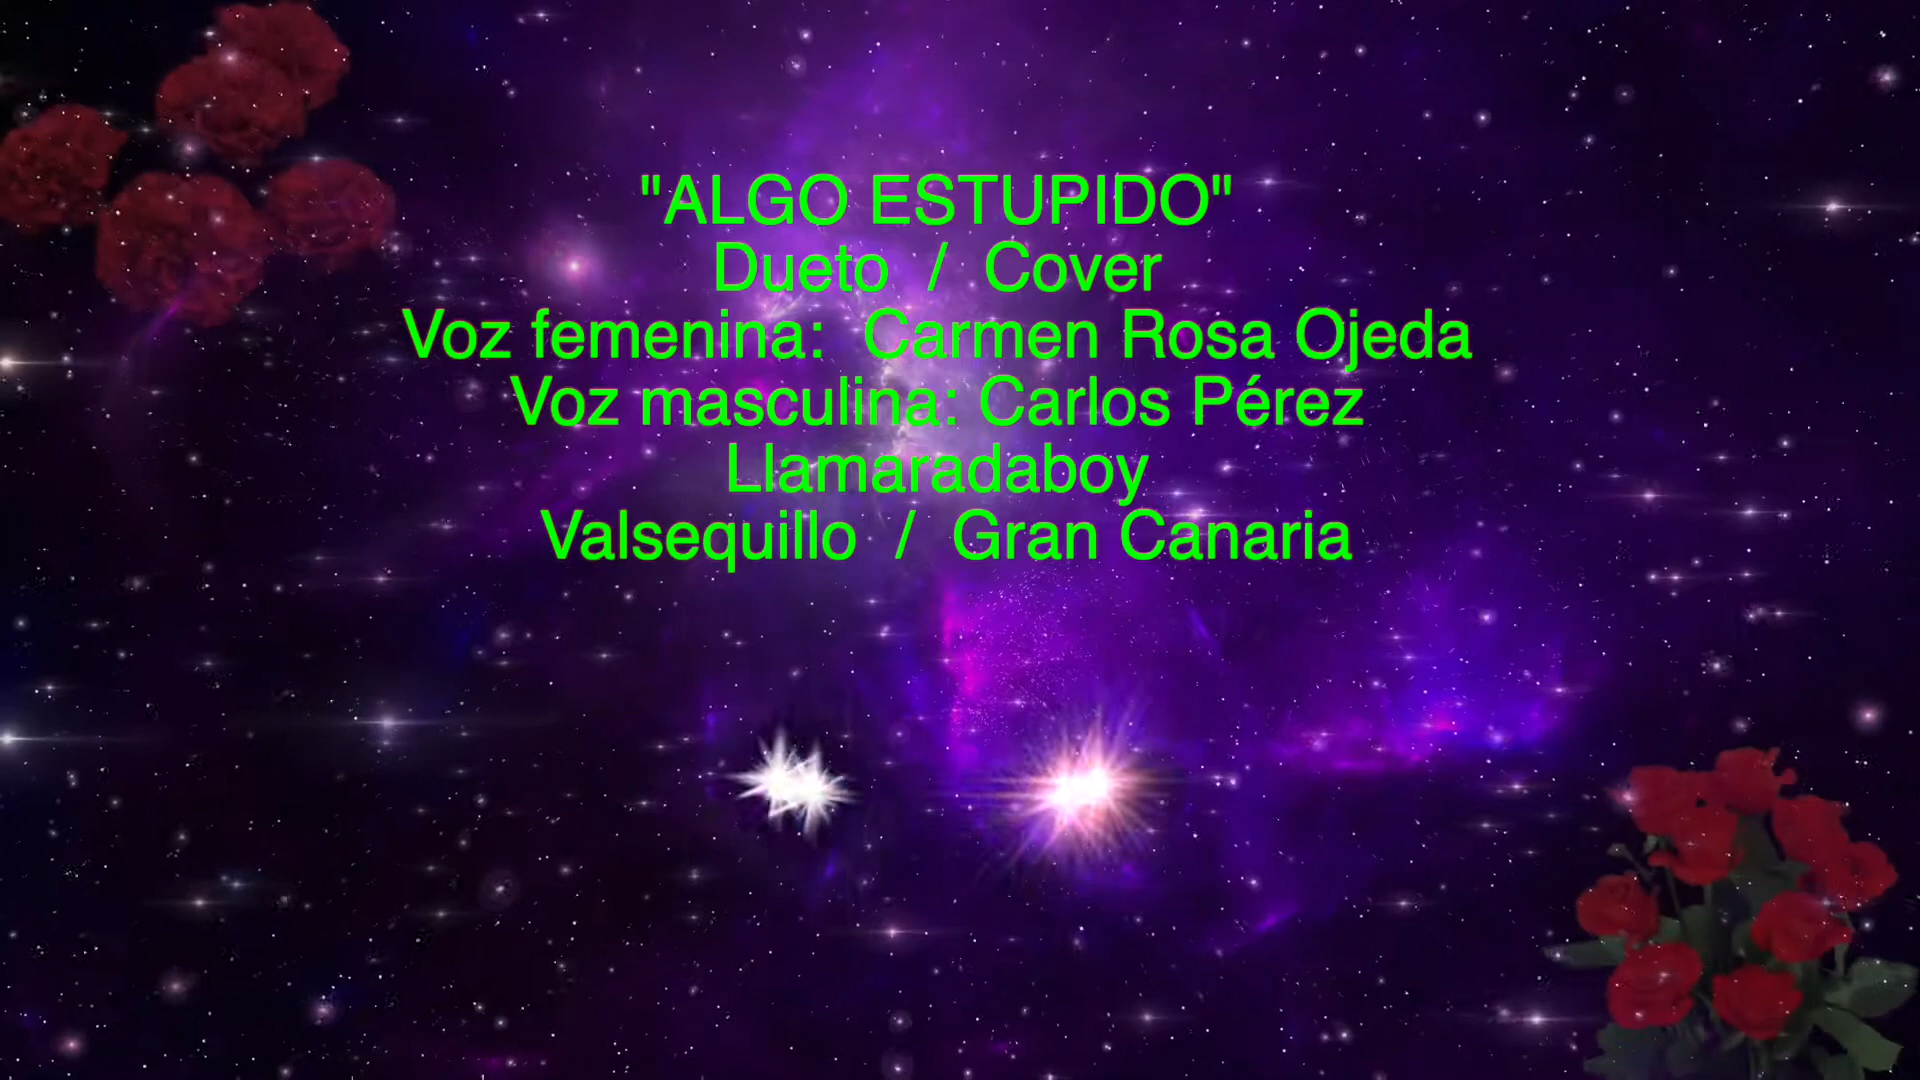 "ALGO ESTUPIDO"
Dueto / Cover
Voz femenina: Carmen Rosa Ojeda
Voz masculina: Carlos Pérez
Llamaradaboy
Valsequillo / Gran Canaria